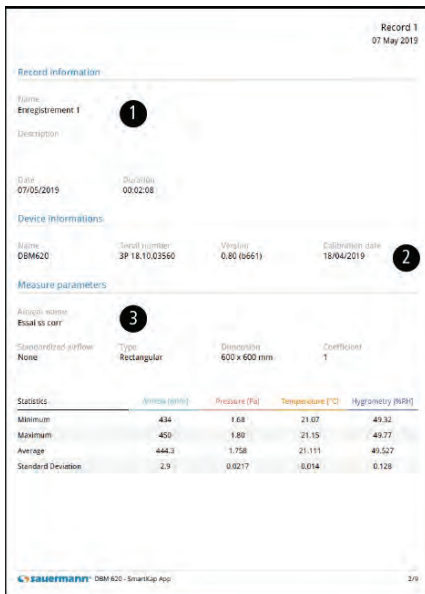 Record 1
07 May 2019
Record information
Name
Enregistrement 1
1
Description
Date Duration
07/05/2019 00:02:08
Device informations
Name Serial number Version Calibration date
DBM620 3P 18.10.03560 0.80 (b661) 18/04/2019
2
Measure parameters
name
Essai ss corr
3
Standardized airflow Type Dimension Coefficient
None Rectangular 600 x 600 mm 1
Statistics Airflow [m³/h] Pressure [Pa] Temperature [°C] Hygrometry [%RH]
Minimum 434 1.68 21.07 49.32
Maximum 450 1.80 21.15 49.77
Average 444.3 1.758 21.111 49.527
Standard Deviation 2.9 0.0217 0.014 0.128
sauermann DBM 620 - SmartKap App 2/9